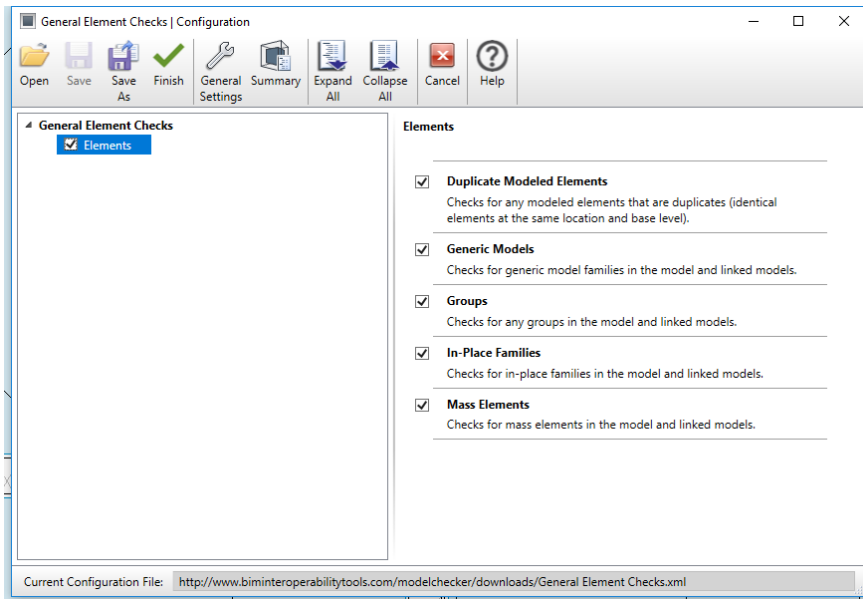 General Element Checks | Configuration
Open Save Save As Finish General Settings Summary Expand All Collapse All Cancel Help
General Element Checks
Elements
Elements
Duplicate Modeled Elements
Checks for any modeled elements that are duplicates (identical
elements at the same location and base level).
Generic Models
Checks for generic model families in the model and linked models.
Groups
Checks for any groups in the model and linked models.
In-Place Families
Checks for in-place families in the model and linked models.
Mass Elements
Checks for mass elements in the model and linked models.
Current Configuration File: http://www.biminteroperabilitytools.com/modelchecker/downloads/General Element Checks.xml